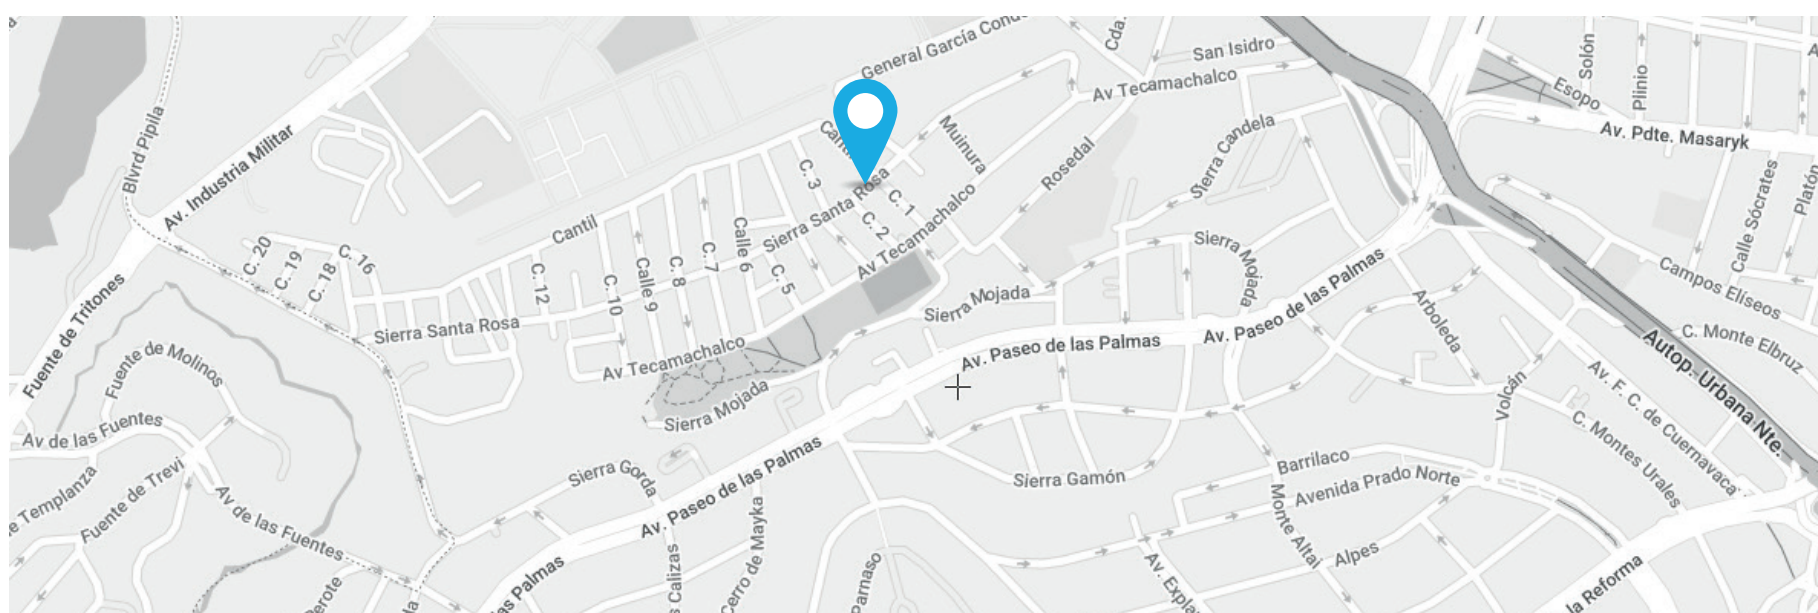 General García Cond
Cda.
San Isidro
Av Tecamachalco
Solón
Plinio
Esopo
Av. Pdte. Masaryk
Blvrd Pipila
Av. Industria Militar
Muinura
Rosedal
Sierra Candela
Calle Sócrates
Platón
C. 3
C. 1
C. 2
Sierra Santa Rosa
Av Tecamachalco
Cantil
Calle 6
C. 7
C. 5
C. 8
Calle 9
C. 10
C. 12
C. 16
C. 18
C. 19
C. 20
Sierra Mojada
Sierra Mojada
Campos Elíseos
C. Monte Elbruz
Fuente de Tritones
Sierra Santa Rosa
Fuente de Molinos
Av Tecamachalco
Av. Paseo de las Palmas
Av. Paseo de las Palmas
Arboleda
Autop. Urbana Nte.
Av. F. C. de Cuernavaca
Volcán
C. Montes Urales
Sierra Mojada
Av de las Fuentes
Sierra Gorda
Av. Paseo de las Palmas
Sierra Gamón
Barrilaco
Avenida Prado Norte
e Templanza
Fuente de Trevi
Av de las Fuentes
Cerro de Mayka
s Calizas
Parnaso
Monte Altai
Alpes
Av. Expla
as Palmas
la Reforma